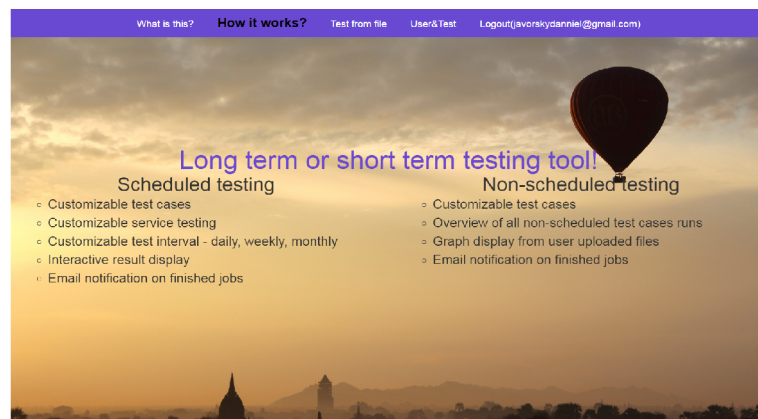 What is this? How it works? Test from file User&Test Logout(javorskydanniel@gmail.com)
Long term or short term testing tool!
Scheduled testing
Customizable test cases
Customizable service testing
Customizable test interval - daily, weekly, monthly
Interactive result display
Email notification on finished jobs
Non-scheduled testing
Customizable test cases
Overview of all non-scheduled test cases runs
Graph display from user uploaded files
Email notification on finished jobs